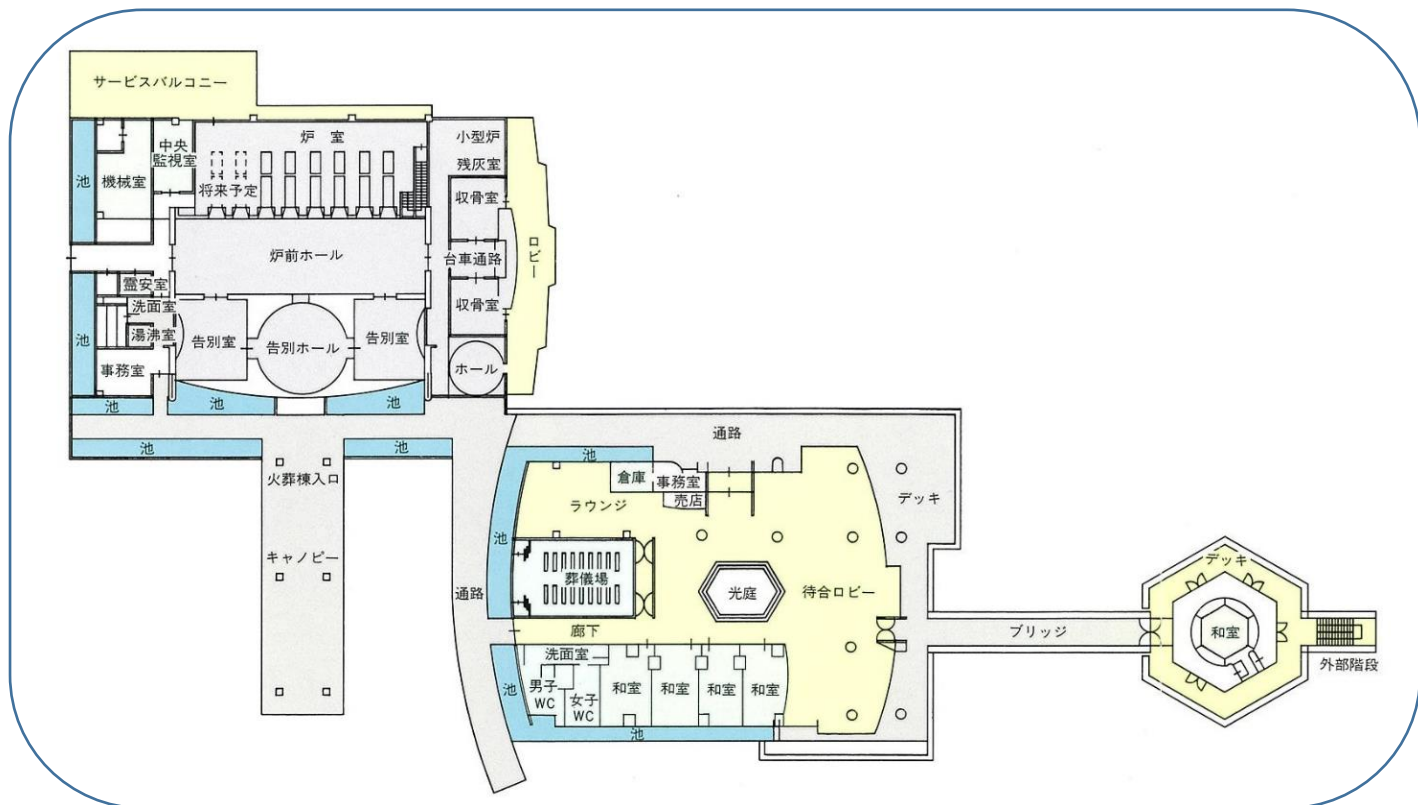 サービスバルコニー
池
機械室
中央
監視室
炉 室
将来予定
小型炉
残灰室
収骨室
ロビー
炉前ホール
台車通路
霊安室
洗面室
湯沸室
池
事務室
告別室
告別ホール
告別室
収骨室
ホール
池
池
池
池
池
火葬棟入口
キャノピー
通路
通路
池
倉庫
事務室
売店
ラウンジ
デッキ
池
葬儀場
光庭
待合ロビー
廊下
洗面室
男子
WC
女子
WC
和室
和室
和室
和室
池
池
ブリッジ
デッキ
和室
外部階段